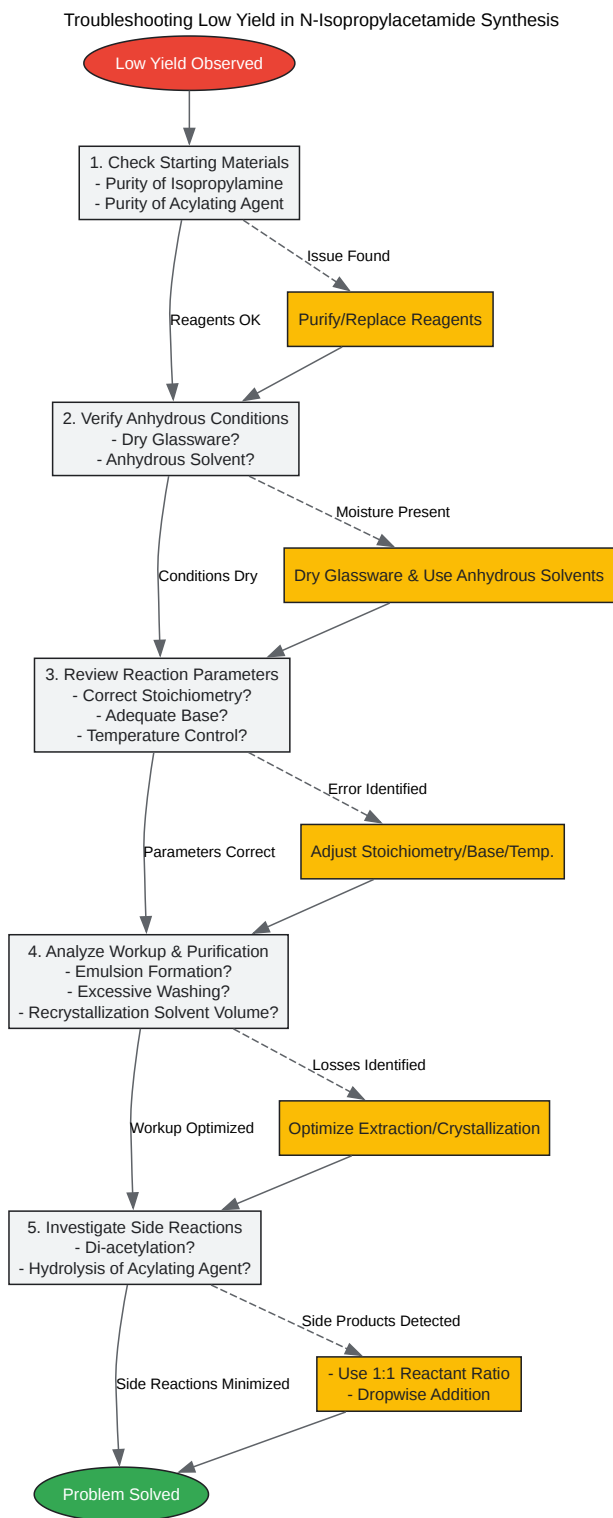 Troubleshooting Low Yield in N-Isopropylacetamide Synthesis
Low Yield Observed
1. Check Starting Materials
- Purity of Isopropylamine
- Purity of Acylating Agent
Issue Found
Reagents OK
Purify/Replace Reagents
2. Verify Anhydrous Conditions
- Dry Glassware?
- Anhydrous Solvent?
Moisture Present
Conditions Dry
Dry Glassware & Use Anhydrous Solvents
3. Review Reaction Parameters
- Correct Stoichiometry?
- Adequate Base?
- Temperature Control?
Error Identified
Parameters Correct
Adjust Stoichiometry/Base/Temp.
4. Analyze Workup & Purification
- Emulsion Formation?
- Excessive Washing?
- Recrystallization Solvent Volume?
Losses Identified
Workup Optimized
Optimize Extraction/Crystallization
5. Investigate Side Reactions
- Di-acetylation?
- Hydrolysis of Acylating Agent?
Side Products Detected
Side Reactions Minimized
- Use 1:1 Reactant Ratio
- Dropwise Addition
Problem Solved